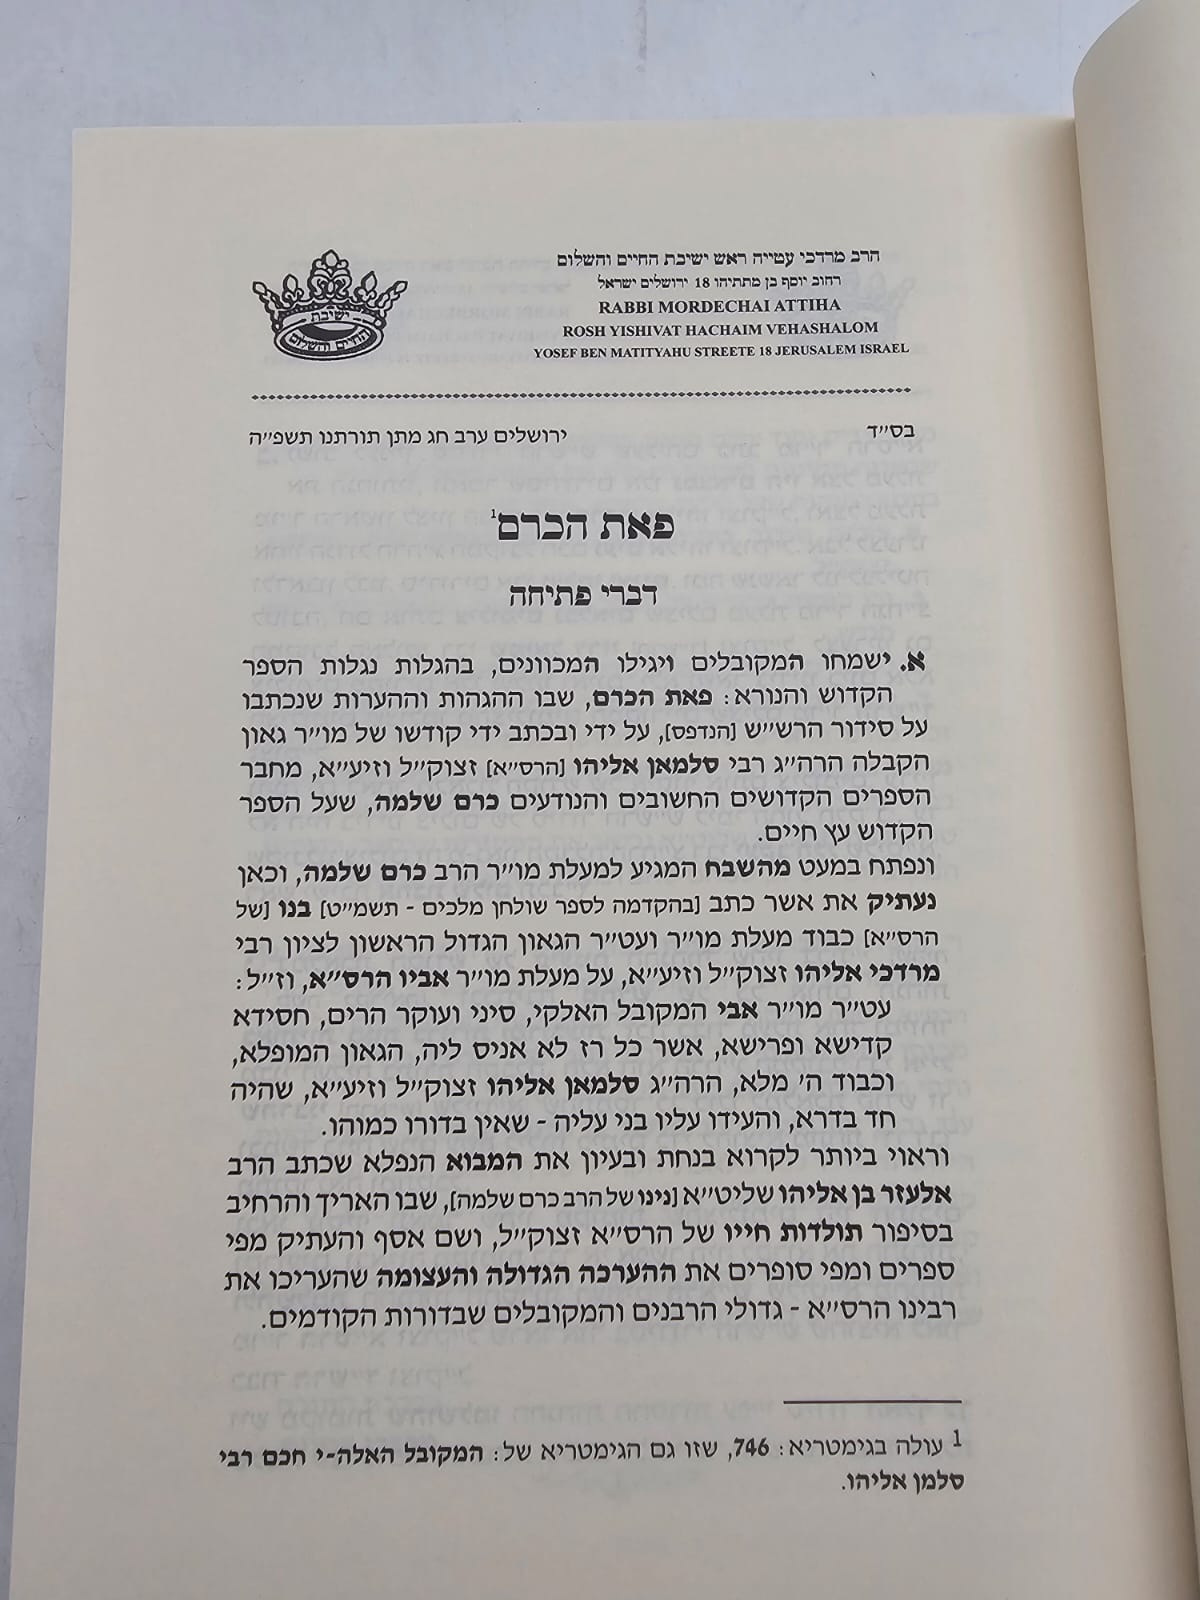 הרב מרדכי עטייה ראש ישיבת החיים והשלום
רחוב יוסף בן מתתיהו 18 ירושלים ישראל
RABBI MORDECHAI ATTIHA
ROSH YISHIVAT HACHAIM VEHASHALOM
YOSEF BEN MATITYAHU STREETE 18 JERUSALEM ISRAEL
ישיבת
החיים והשלום
בס״ד
ירושלים ערב חג מתן תורתנו תשפ״ה
פאת הכרם1
דברי פתיחה
א. ישמחו המקובלים ויגילו המכוונים, בהגלות נגלות הספר
הקדוש והנורא: פאת הכרם, שבו ההגהות וההערות שנכתבו
על סידור הרש״ש [הנדפס], על ידי ובכתב ידי קודשו של מו״ר גאון
הקבלה הרה״ג רבי סלמאן אליהו [הרס״א] זצוק״ל וזיע״א, מחבר
הספרים הקדושים החשובים והנודעים כרם שלמה, שעל הספר
הקדוש עץ חיים.
ונפתח במעט מהשבח המגיע למעלת מו״ר הרב כרם שלמה, וכאן
נעתיק את אשר כתב [בהקדמה לספר שולחן מלכים - תשמ״ט] בנו [של
הרס״א] כבוד מעלת מו״ר ועט״ר הגאון הגדול הראשון לציון רבי
מרדכי אליהו זצוק״ל וזיע״א, על מעלת מו״ר אביו הרס״א, וז״ל:
עט״ר מו״ר אבי המקובל האלקי, סיני ועוקר הרים, חסידא
קדישא ופרישא, אשר כל רז לא אניס ליה, הגאון המופלא,
וכבוד ה׳ מלא, הרה״ג סלמאן אליהו זצוק״ל וזיע״א, שהיה
חד בדרא, והעידו עליו בני עליה - שאין בדורו כמוהו.
וראוי ביותר לקרוא בנחת ובעיון את המבוא הנפלא שכתב הרב
אלעזר בן אליהו שליט״א [נינו של הרב כרם שלמה], שבו האריך והרחיב
בסיפור תולדות חייו של הרס״א זצוק״ל, ושם אסף והעתיק מפי
ספרים ומפי סופרים את ההערכה הגדולה והעצומה שהעריכו את
רבינו הרס״א - גדולי הרבנים והמקובלים שבדורות הקודמים.
1 עולה בגימטריא: 746, שזו גם הגימטריא של: המקובל האלה-י חכם רבי
סלמן אליהו.